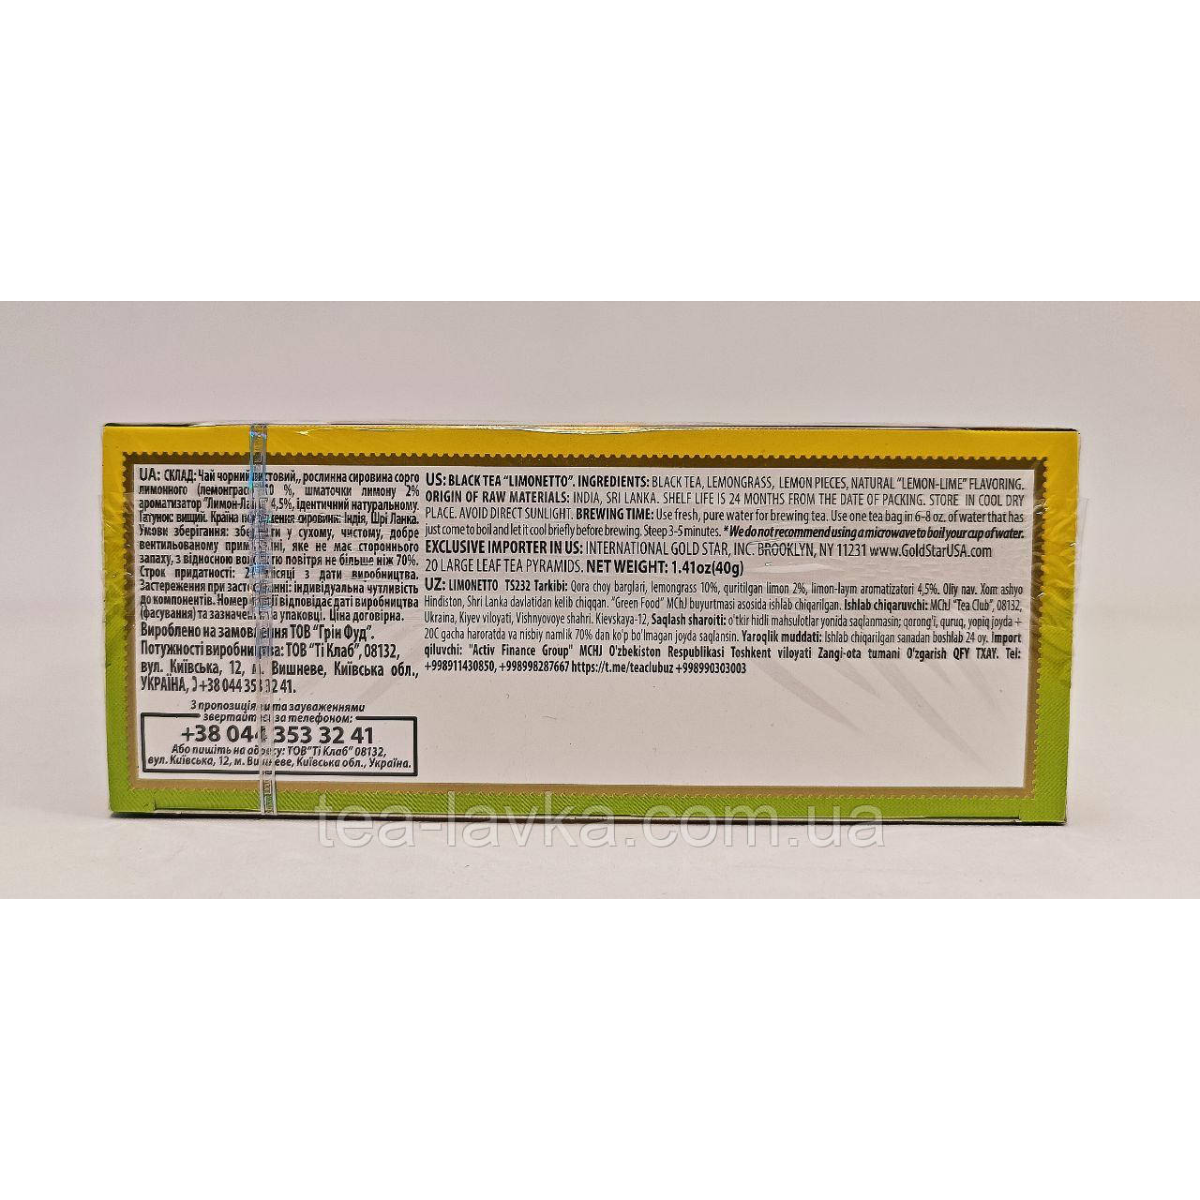 UA: СКЛАД: Чай чорний листовий,, рослинна сировина сорго
лимонного (лемонграс) 10 %, шматочки лимону 2%
ароматизатор "Лимон-Лайм" 4,5%, ідентичний натуральному.
Ґатунок: вищий. Країна походження сировини: Індія, Шрі Ланка.
Умови зберігання: зберігати у сухому, чистому, добре
вентильованому приміщенні, яке не має стороннього
запаху, з відносною вологістю повітря не більше ніж 70%.
Строк придатності: 24 місяці з дати виробництва.
Застереження при застосуванні: індивідуальна чутливість
до компонентів. Номер партії відповідає даті виробництва
(фасування) та зазначена на упаковці. Ціна договірна.
Вироблено на замовлення ТОВ "Грін Фуд".
Потужності виробництва: ТОВ "Ті Клаб", 08132,
вул. Київська, 12, м. Вишневе, Київська обл.,
УКРАЇНА, +38 044 353 32 41.
З пропозиціями та зауваженнями
звертайтесь за телефоном:
+38 044 353 32 41
Або пишіть на адресу: ТОВ"Ті Клаб" 08132,
вул. Київська, 12, м. Вишневе, Київська обл., Україна.
US: BLACK TEA "LIMONETTO". INGREDIENTS: BLACK TEA, LEMONGRASS, LEMON PIECES, NATURAL "LEMON-LIME" FLAVORING.
ORIGIN OF RAW MATERIALS: INDIA, SRI LANKA. SHELF LIFE IS 24 MONTHS FROM THE DATE OF PACKING. STORE IN COOL DRY
PLACE. AVOID DIRECT SUNLIGHT. BREWING TIME: Use fresh, pure water for brewing tea. Use one tea bag in 6-8 oz. of water that has
just come to boil and let it cool briefly before brewing. Steep 3-5 minutes. *We do not recommend using a microwave to boil your cup of water.
EXCLUSIVE IMPORTER IN US: INTERNATIONAL GOLD STAR, INC. BROOKLYN, NY 11231 www.GoldStarUSA.com
20 LARGE LEAF TEA PYRAMIDS. NET WEIGHT: 1.41oz(40g)
UZ: LIMONETTO TS232 Tarkibi: Qora choy barglari, lemongrass 10%, quritilgan limon 2%, limon-laym aromatizatori 4,5%. Oliy nav. Xom ashyo
Hindiston, Shri Lanka davlatidan kelib chiqqan. "Green Food" MChJ buyurtmasi asosida ishlab chiqarilgan. Ishlab chiqaruvchi: MChJ "Tea Club", 08132,
Ukraina, Kiyev viloyati, Vishnyovoye shahri. Kievskaya-12, Saqlash sharoiti: o'tkir hidli mahsulotlar yonida saqlanmasin; qorong'i, quruq, yopiq joyda +
20C gacha haroratda va nisbiy namlik 70% dan ko'p bo'lmagan joyda saqlansin. Yaroqlik muddati: Ishlab chiqarilgan sanadan boshlab 24 oy. Import
qiluvchi: "Activ Finance Group" MCHJ O'zbekiston Respublikasi Toshkent viloyati Zangi-ota tumani O'zgarish QFY TXAY. Tel:
+998911430850, +998998287667 https://t.me/teaclubuz +998990303003
tea-lavka.com.ua